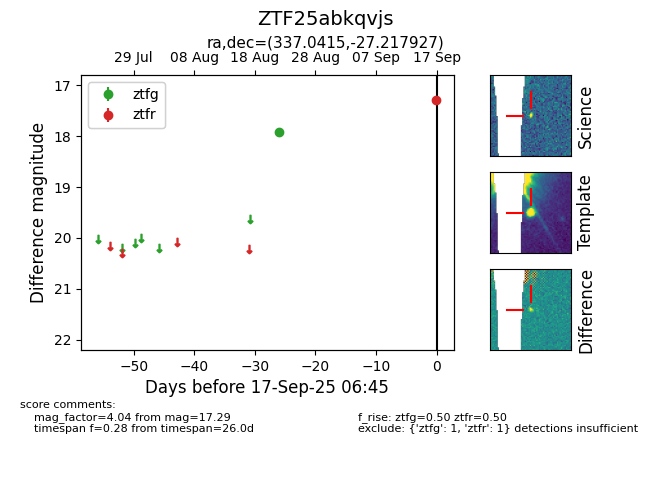 ZTF25abkqvjs
ra,dec=(337.0415,-27.217927)
29 Jul 08 Aug 18 Aug 28 Aug 07 Sep 17 Sep
ztfg
ztfr
17
18
19
20
21
22
Difference magnitude
−50 −40 −30 −20 −10 0
Days before 17-Sep-25 06:45
Science
Template
Difference
score comments:
mag_factor=4.04 from mag=17.29
timespan f=0.28 from timespan=26.0d
f_rise: ztfg=0.50 ztfr=0.50
exclude: {'ztfg': 1, 'ztfr': 1} detections insufficient